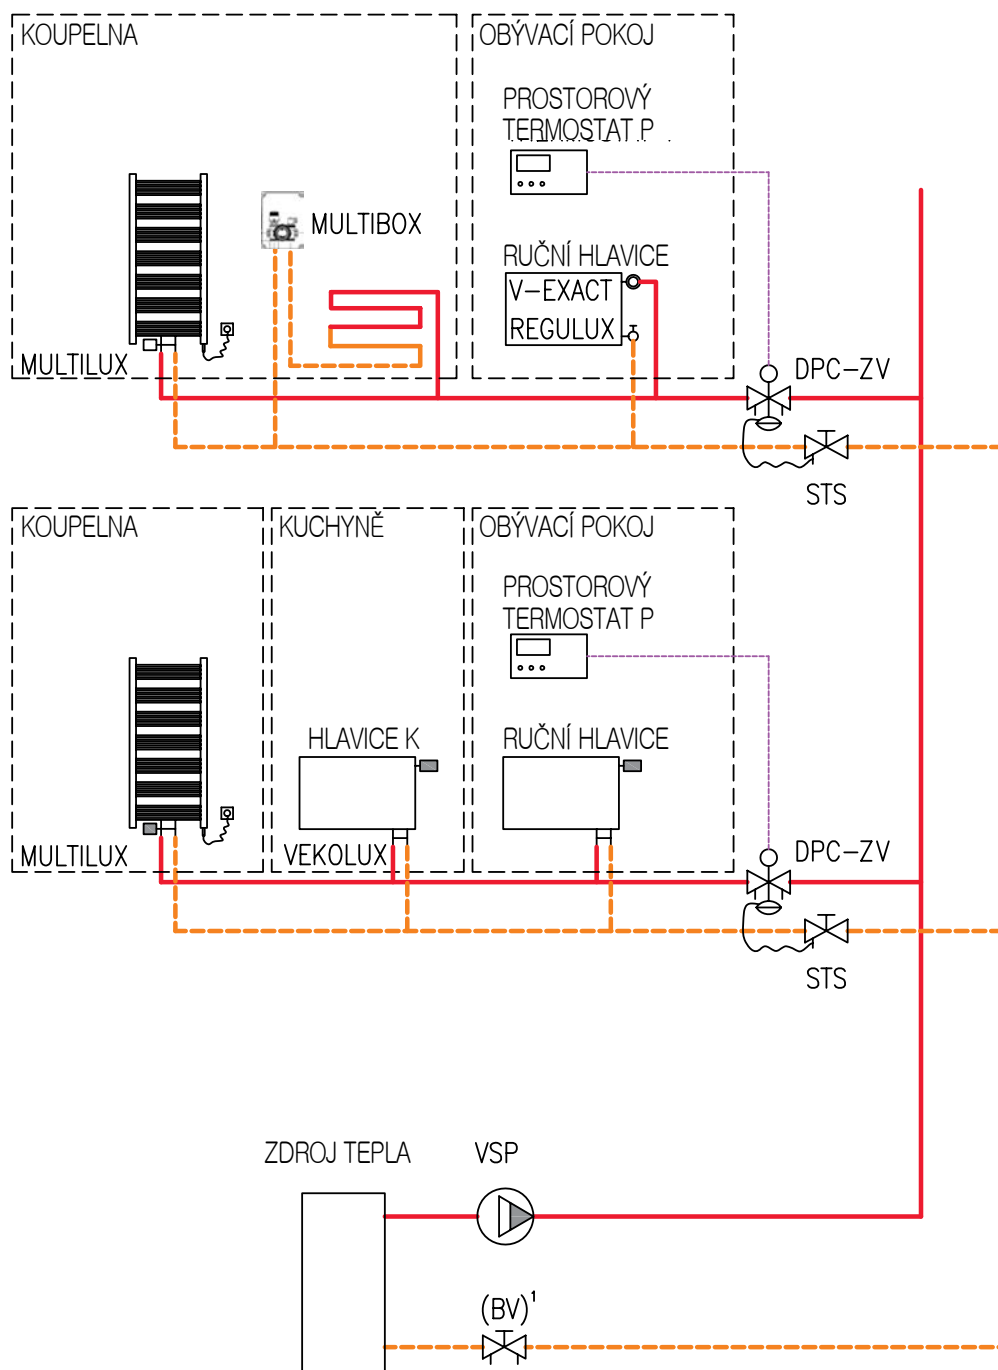 KOUPELNA
OBÝVACÍ POKOJ
PROSTOROVÝ
TERMOSTAT P
MULTIBOX
RUČNÍ HLAVICE
V-EXACT
REGULUX
MULTILUX
DPC-ZV
STS
KOUPELNA
KUCHYNĚ
OBÝVACÍ POKOJ
PROSTOROVÝ
TERMOSTAT P
HLAVICE K
RUČNÍ HLAVICE
MULTILUX
VEKOLUX
DPC-ZV
STS
ZDROJ TEPLA
VSP
(BV)¹